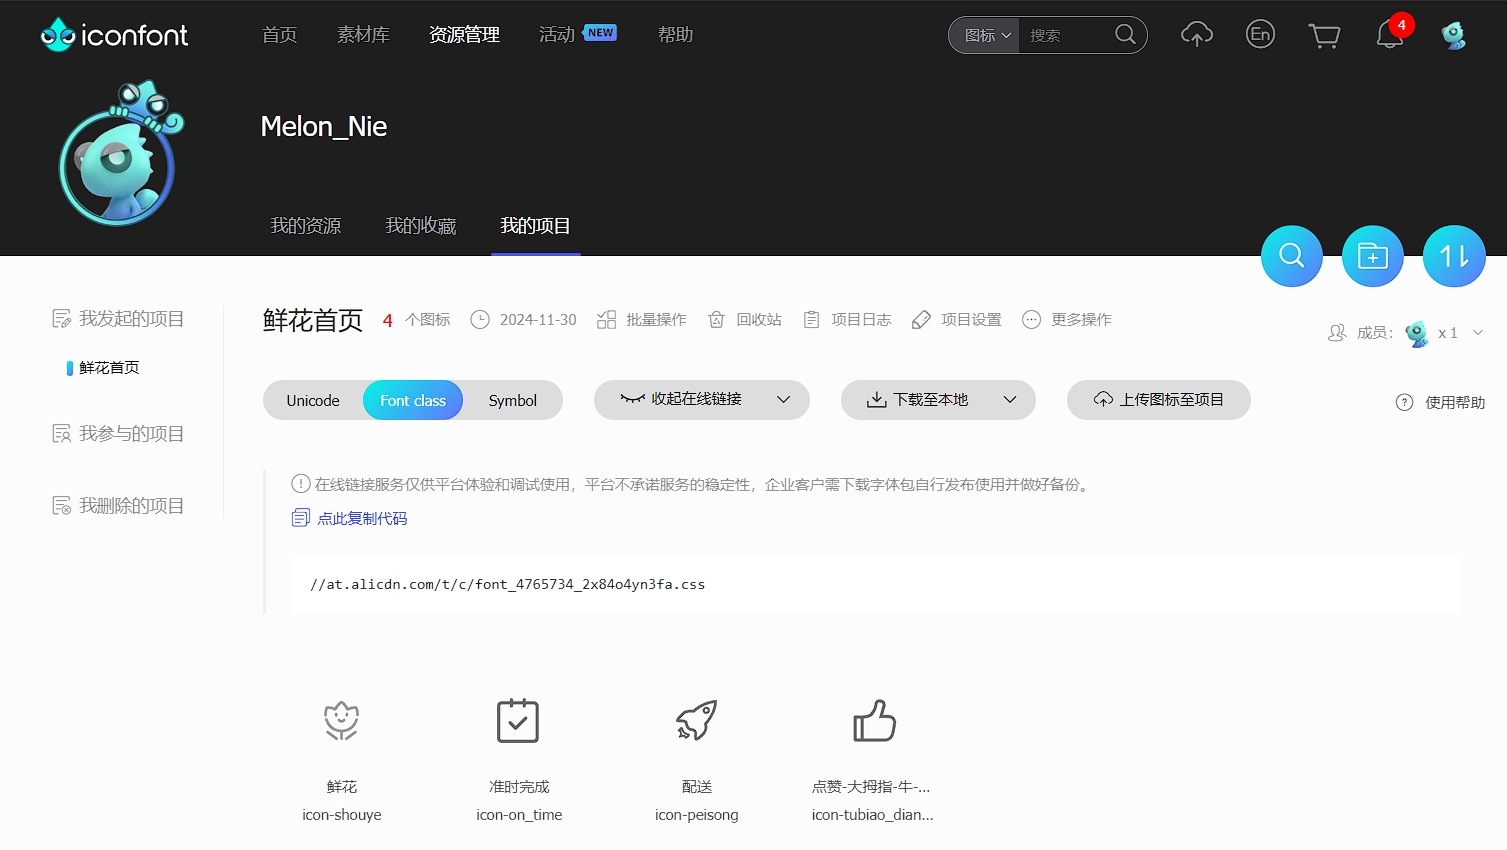 iconfont 首页 素材库 资源管理 活动 NEW 帮助 图标 搜索 En 4
Melon_Nie
我的资源 我的收藏 我的项目
我发起的项目
鲜花首页
我参与的项目
我删除的项目
鲜花首页 4 个图标 2024-11-30 批量操作 回收站 项目日志 项目设置 更多操作
成员: x 1
Unicode Font class Symbol 收起在线链接 下载至本地 上传图标至项目
使用帮助
在线链接服务仅供平台体验和调试使用，平台不承诺服务的稳定性，企业客户需下载字体包自行发布使用并做好备份。
点此复制代码
//at.alicdn.com/t/c/font_4765734_2x84o4yn3fa.css
鲜花 准时完成 配送 点赞-大拇指-牛-...
icon-shouye icon-on_time icon-peisong icon-tubiao_dian...